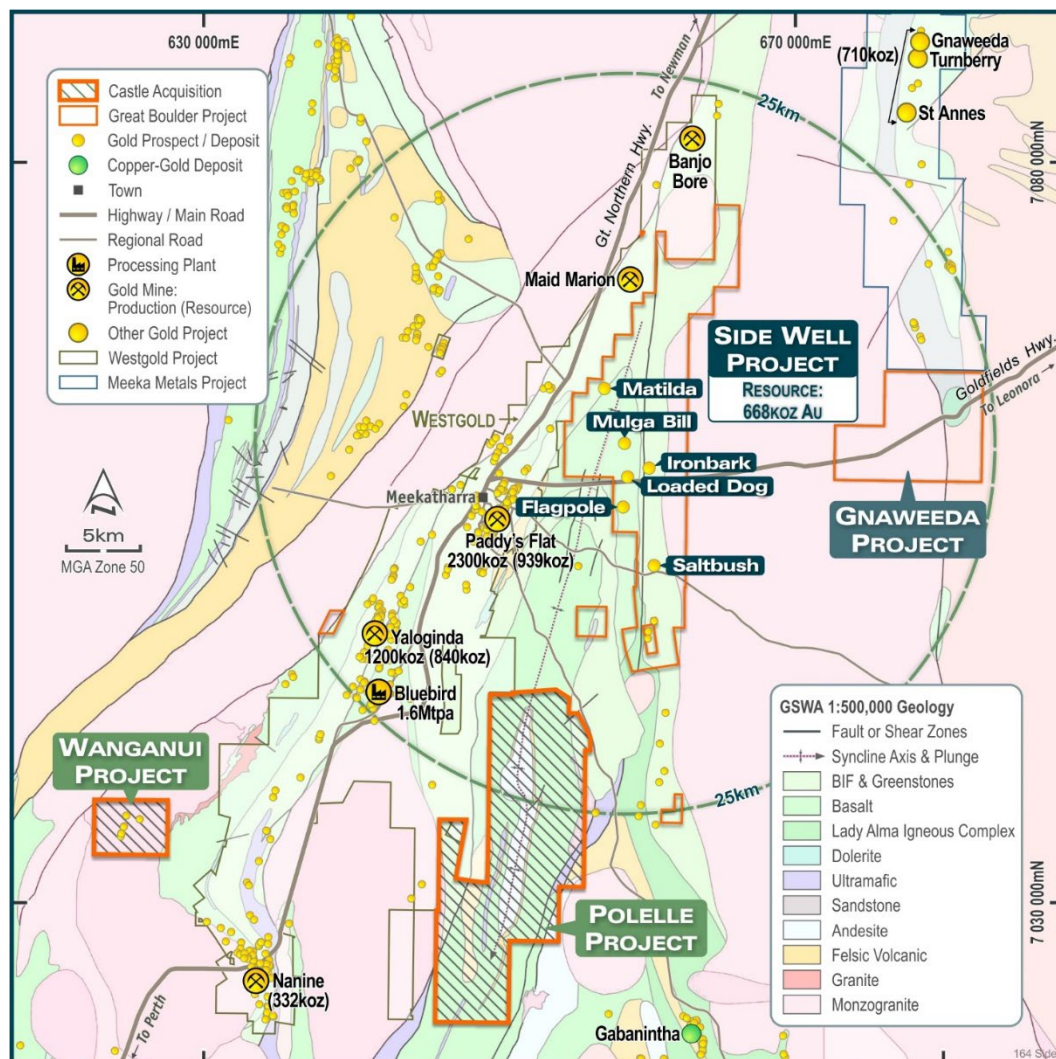 630 000mE
670 000mE
7 080 000mN
7 030 000mN
Castle Acquisition
Great Boulder Project
Gold Prospect / Deposit
Copper-Gold Deposit
Town
Highway / Main Road
Regional Road
Processing Plant
Gold Mine:
Production (Resource)
Other Gold Project
Westgold Project
Meeka Metals Project
To Newman
Gt. Northern Hwy.
25km
(710koz)
Gnaweeda
Turnberry
St Annes
Banjo
Bore
Maid Marion
SIDE WELL
PROJECT
RESOURCE:
668KOZ AU
Goldfields Hwy.
To Leonora
Matilda
Mulga Bill
WESTGOLD
Ironbark
Loaded Dog
Meekatharra
Flagpole
GNAWEEDA
PROJECT
5km
MGA Zone 50
Paddy's Flat
2300koz (939koz)
Saltbush
Yaloginda
1200koz (840koz)
Bluebird
1.6Mtpa
WANGANUI
PROJECT
25km
POLELLE
PROJECT
Nanine
(332koz)
To Perth
Gabanintha
GSWA 1:500,000 Geology
Fault or Shear Zones
Syncline Axis & Plunge
BIF & Greenstones
Basalt
Lady Alma Igneous Complex
Dolerite
Ultramafic
Sandstone
Andesite
Felsic Volcanic
Granite
Monzogranite